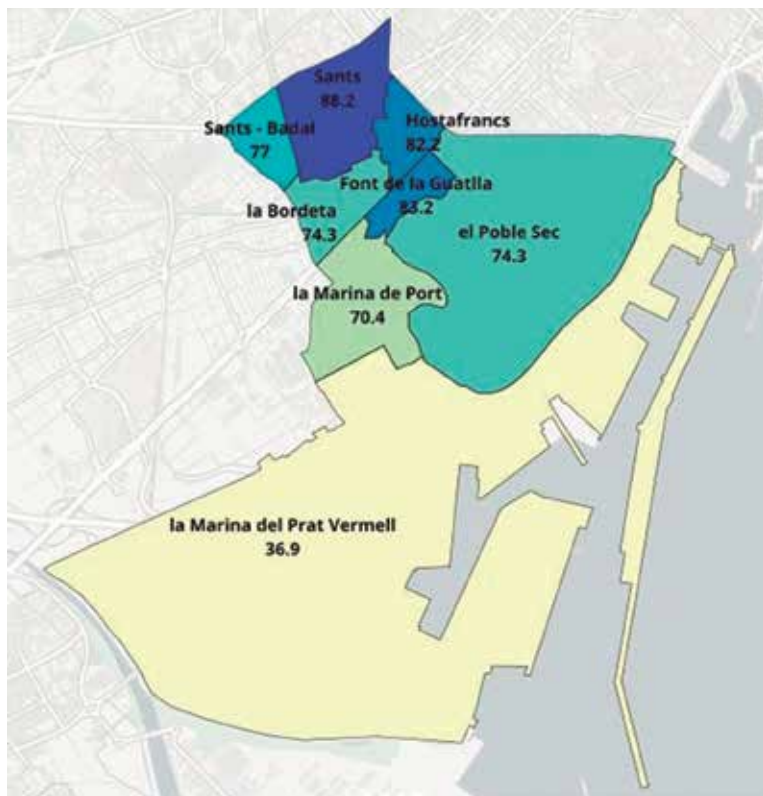 Sants
88.2
Hostafrancs
82.2
Sants - Badal
77
Font de la Guatlla
83.2
la Bordeta
74.3
el Poble Sec
74.3
la Marina de Port
70.4
la Marina del Prat Vermell
36.9